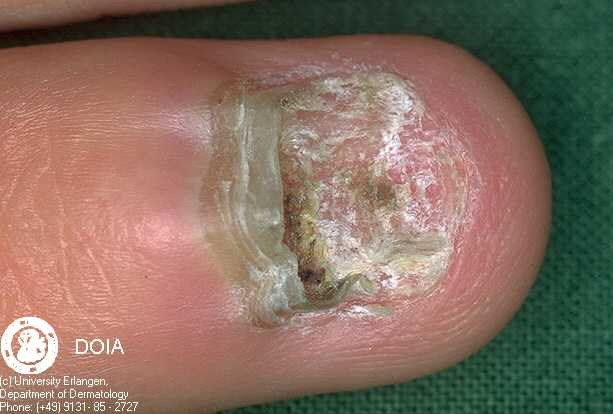 DOIA
(c) University Erlangen,
Department of Dermatology
Phone: (+49) 9131- 85 - 2727